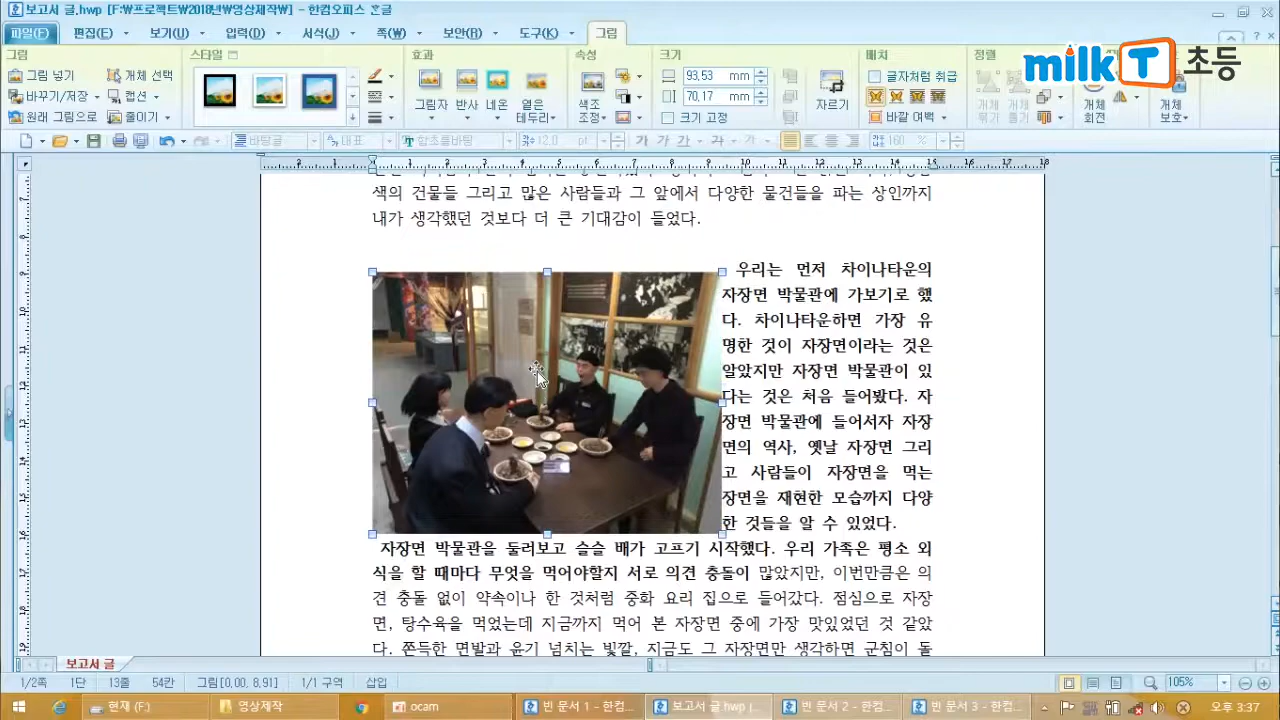 보고서 글.hwp [F:₩프로젝트₩2018년₩영상제작₩] - 한컴오피스 ᄒᆞᆫ글
파일(F) 편집(E) 보기(U) 입력(D) 서식(J) 쪽(W) 보안(R) 도구(K) 그림
milk T 초등
그림 스타일 효과 속성 크기 배치 정렬
그림 넣기 개체 선택
바꾸기/저장 캡션
원래 그림으로 줄이기
그림자 반사 네온 옅은 테두리
색조 조정
93,53 mm
70,17 mm
크기 고정
자르기
글자처럼 취급
바깥 여백
개체 회전
개체 보호
바탕글 대표 함초롬바탕 12.0 pt 가 가 가 가 가 가 160 %
색의 건물들 그리고 많은 사람들과 그 앞에서 다양한 물건들을 파는 상인까지
내가 생각했던 것보다 더 큰 기대감이 들었다.
우리는 먼저 차이나타운의
자장면 박물관에 가보기로 했
다. 차이나타운하면 가장 유
명한 것이 자장면이라는 것은
알았지만 자장면 박물관이 있
다는 것은 처음 들어봤다. 자
장면 박물관에 들어서자 자장
면의 역사, 옛날 자장면 그리
고 사람들이 자장면을 먹는
장면을 재현한 모습까지 다양
한 것들을 알 수 있었다.
자장면 박물관을 둘러보고 슬슬 배가 고프기 시작했다. 우리 가족은 평소 외
식을 할 때마다 무엇을 먹어야할지 서로 의견 충돌이 많았지만, 이번만큼은 의
견 충돌 없이 약속이나 한 것처럼 중화 요리 집으로 들어갔다. 점심으로 자장
면, 탕수육을 먹었는데 지금까지 먹어 본 자장면 중에 가장 맛있었던 것 같았
다. 쫀득한 면발과 윤기 넘치는 빛깔, 지금도 그 자장면만 생각하면 군침이 돌
보고서 글
1/2쪽 1단 13줄 54칸 그림[0,00, 8,91] 1/1 구역 삽입 105%
현재 (F:) 영상제작 ocam 빈 문서 1 - 한컴... 보고서 글,hwp 빈 문서 2 - 한컴... 빈 문서 3 - 한컴... 오후 3:37